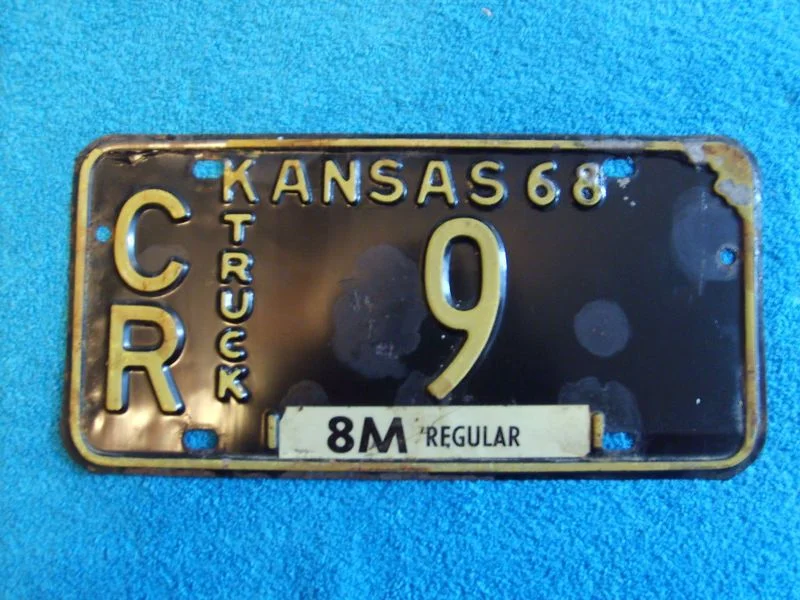 KANSAS 68
CR
TRUCK
9
8M REGULAR